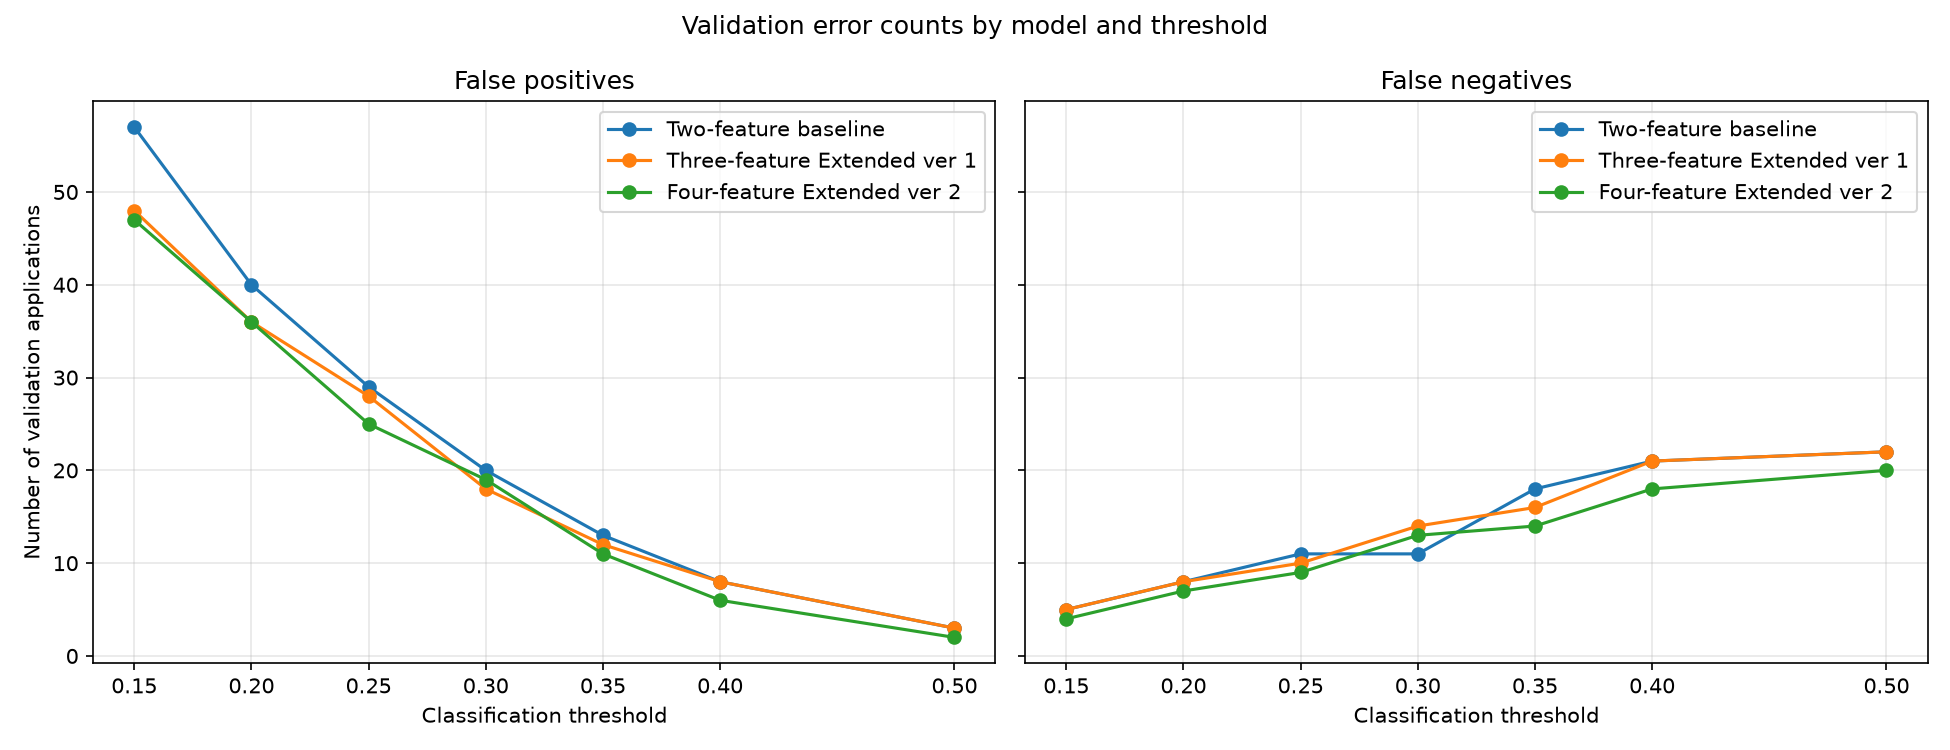 Validation error counts by model and threshold
False positives
Two-feature baseline
Three-feature Extended ver 1
Four-feature Extended ver 2
Number of validation applications
50
40
30
20
10
0
0.15 0.20 0.25 0.30 0.35 0.40 0.50
Classification threshold
False negatives
Two-feature baseline
Three-feature Extended ver 1
Four-feature Extended ver 2
0.15 0.20 0.25 0.30 0.35 0.40 0.50
Classification threshold